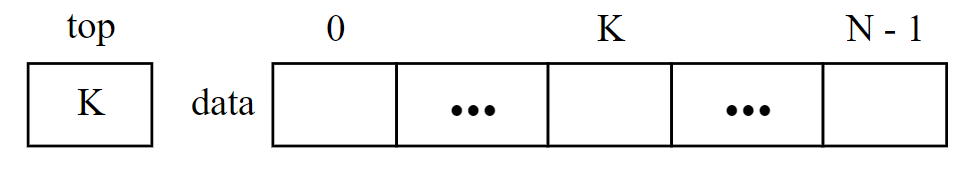 top 0 K N - 1
K data ••• •••